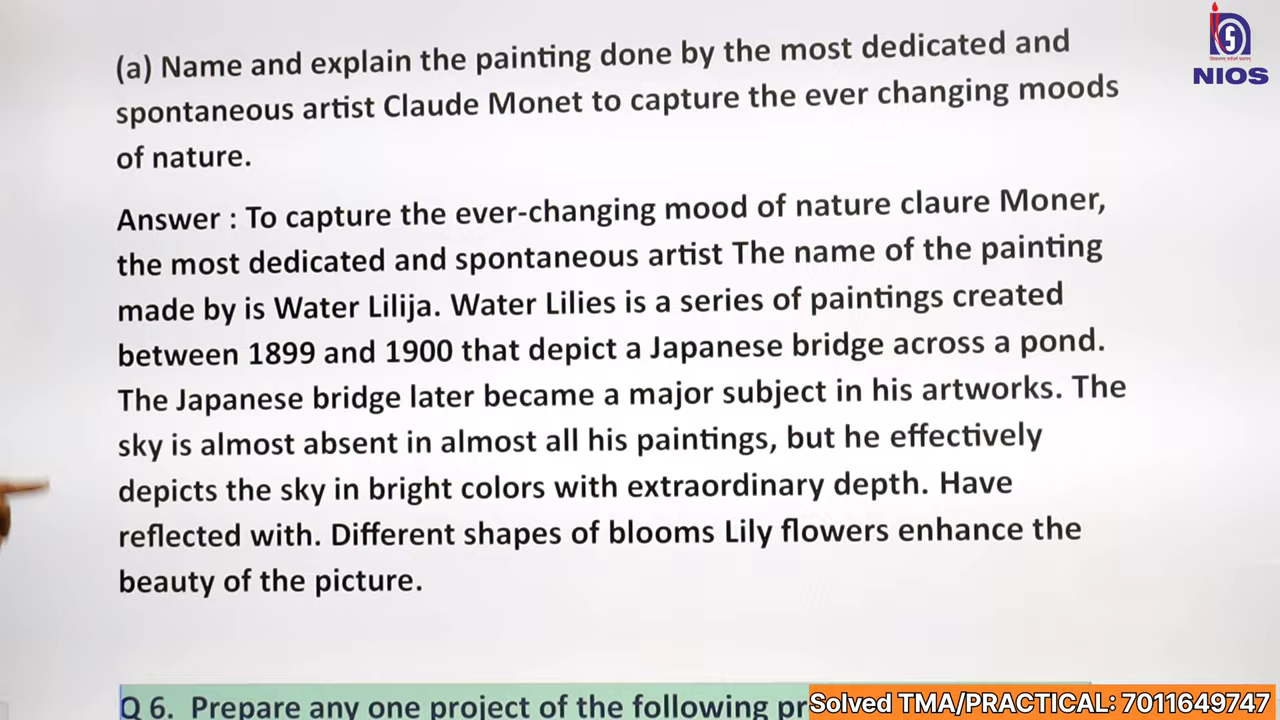 NIOS
(a) Name and explain the painting done by the most dedicated and
spontaneous artist Claude Monet to capture the ever changing moods
of nature.
Answer : To capture the ever-changing mood of nature claure Moner,
the most dedicated and spontaneous artist The name of the painting
made by is Water Lilija. Water Lilies is a series of paintings created
between 1899 and 1900 that depict a Japanese bridge across a pond.
The Japanese bridge later became a major subject in his artworks. The
sky is almost absent in almost all his paintings, but he effectively
depicts the sky in bright colors with extraordinary depth. Have
reflected with. Different shapes of blooms Lily flowers enhance the
beauty of the picture.
Q 6. Prepare any one project of the following pr
Solved TMA/PRACTICAL: 7011649747